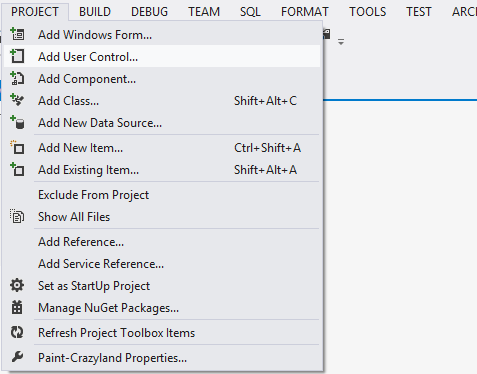 PROJECT BUILD DEBUG TEAM SQL FORMAT TOOLS TEST ARC
Add Windows Form...
Add User Control...
Add Component...
Add Class... Shift+Alt+C
Add New Data Source...
Add New Item... Ctrl+Shift+A
Add Existing Item... Shift+Alt+A
Exclude From Project
Show All Files
Add Reference...
Add Service Reference...
Set as StartUp Project
Manage NuGet Packages...
Refresh Project Toolbox Items
Paint-Crazyland Properties...